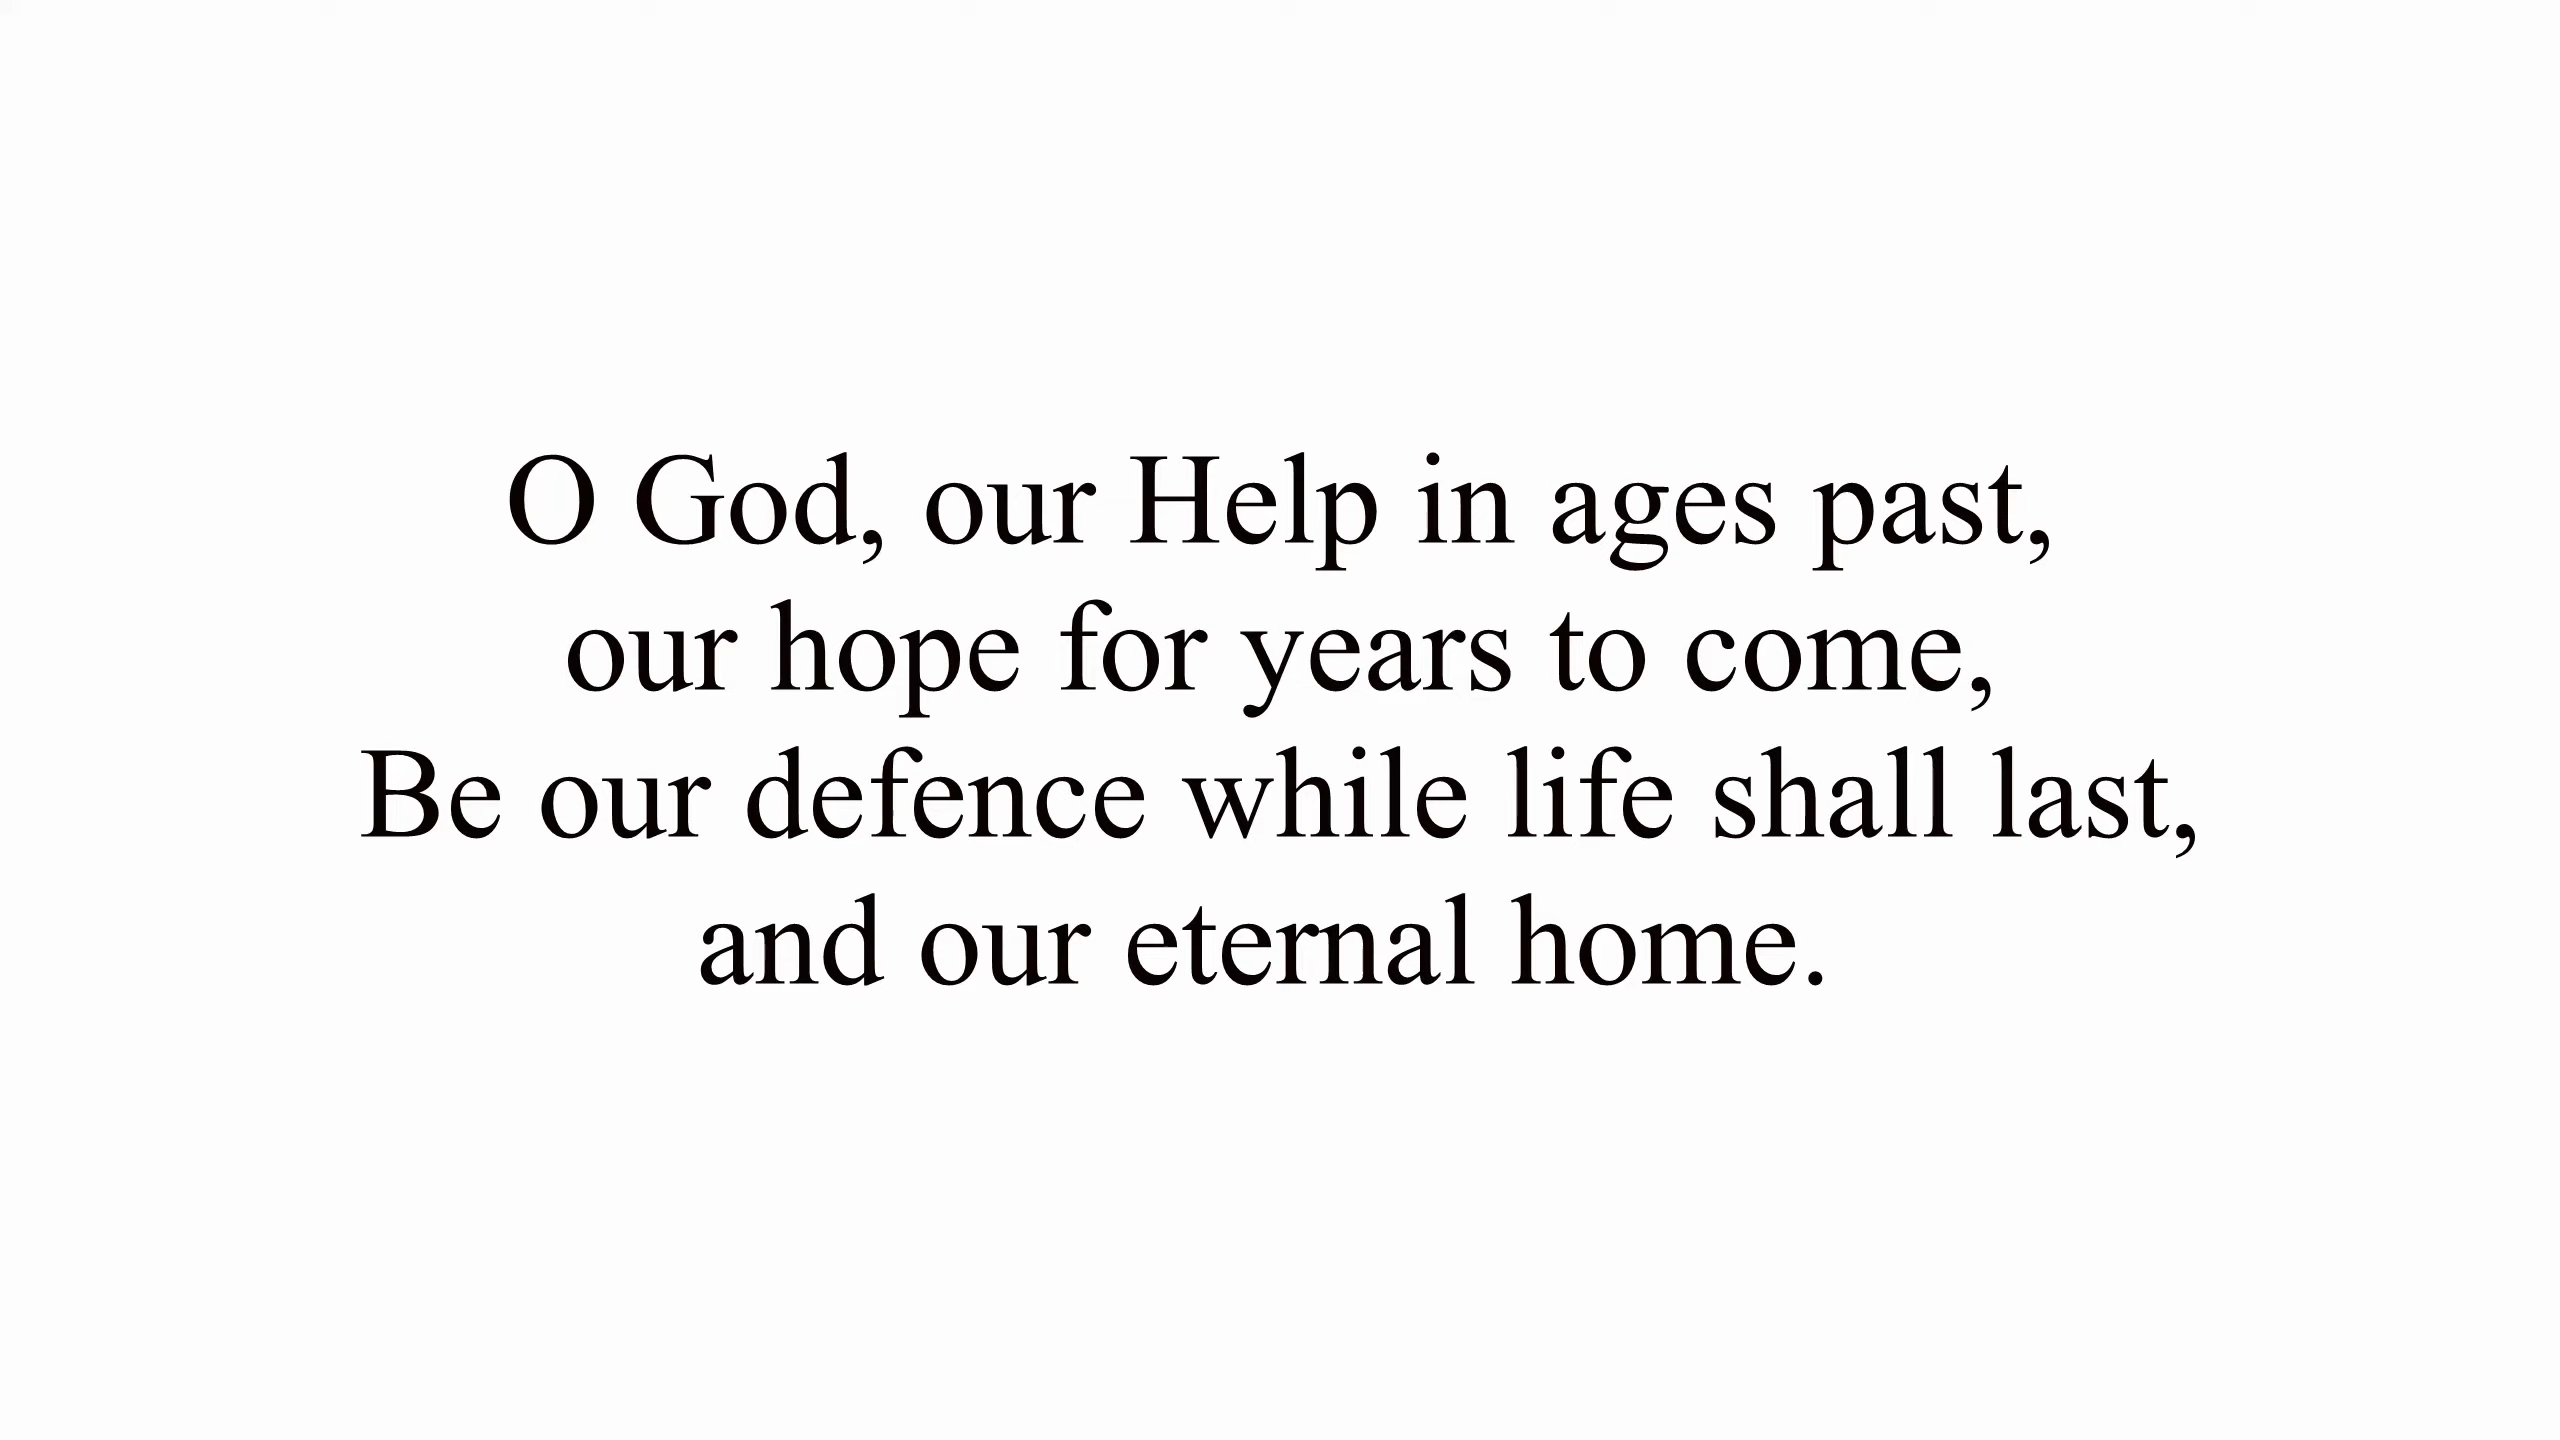 O God, our Help in ages past,
our hope for years to come,
Be our defence while life shall last,
and our eternal home.